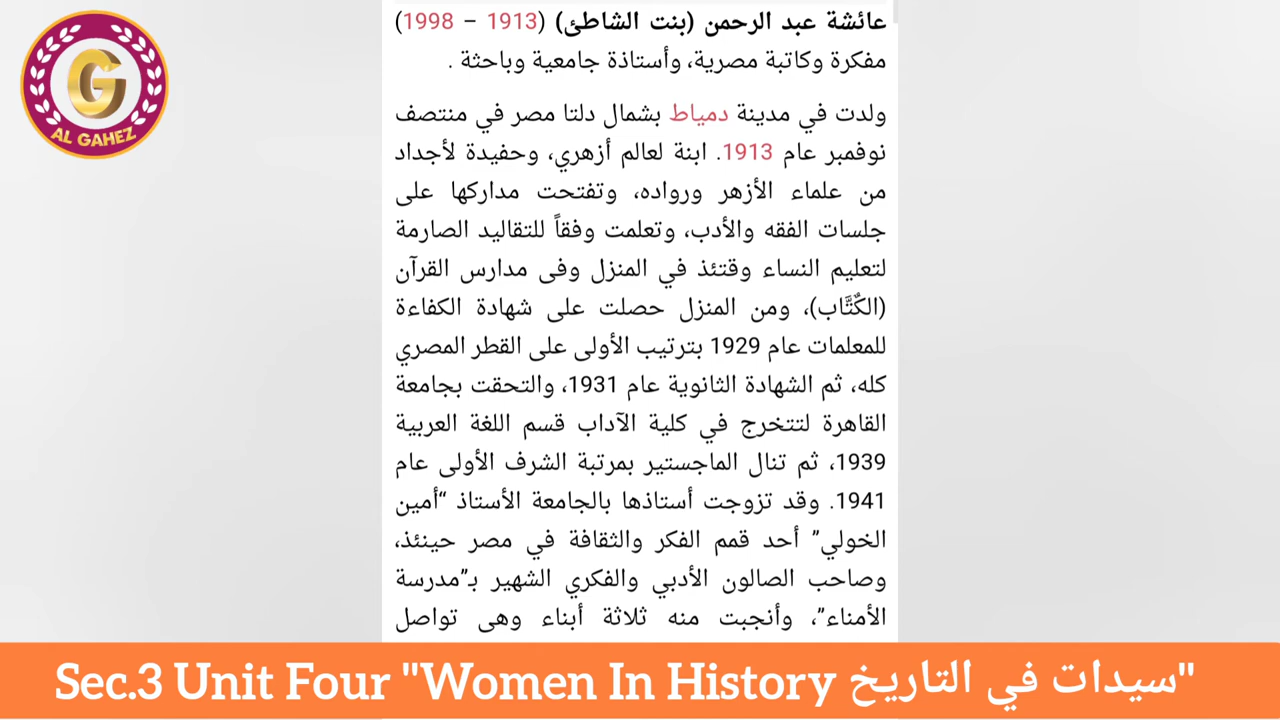 AL GAHEZ
عائشة عبد الرحمن (بنت الشاطئ) (1913 – 1998)
مفكرة وكاتبة مصرية، وأستاذة جامعية وباحثة .
ولدت في مدينة دمياط بشمال دلتا مصر في منتصف
نوفمبر عام 1913. ابنة لعالم أزهري، وحفيدة لأجداد
من علماء الأزهر ورواده، وتفتحت مداركها على
جلسات الفقه والأدب، وتعلمت وفقاً للتقاليد الصارمة
لتعليم النساء وقتئذ في المنزل وفى مدارس القرآن
(الكٌتَّاب)، ومن المنزل حصلت على شهادة الكفاءة
للمعلمات عام 1929 بترتيب الأولى على القطر المصري
كله، ثم الشهادة الثانوية عام 1931، والتحقت بجامعة
القاهرة لتتخرج في كلية الآداب قسم اللغة العربية
1939، ثم تنال الماجستير بمرتبة الشرف الأولى عام
1941. وقد تزوجت أستاذها بالجامعة الأستاذ “أمين
الخولي” أحد قمم الفكر والثقافة في مصر حينئذ،
وصاحب الصالون الأدبي والفكري الشهير بـ”مدرسة
الأمناء”، وأنجبت منه ثلاثة أبناء وهى تواصل
Sec.3 Unit Four "Women In History سيدات في التاريخ"